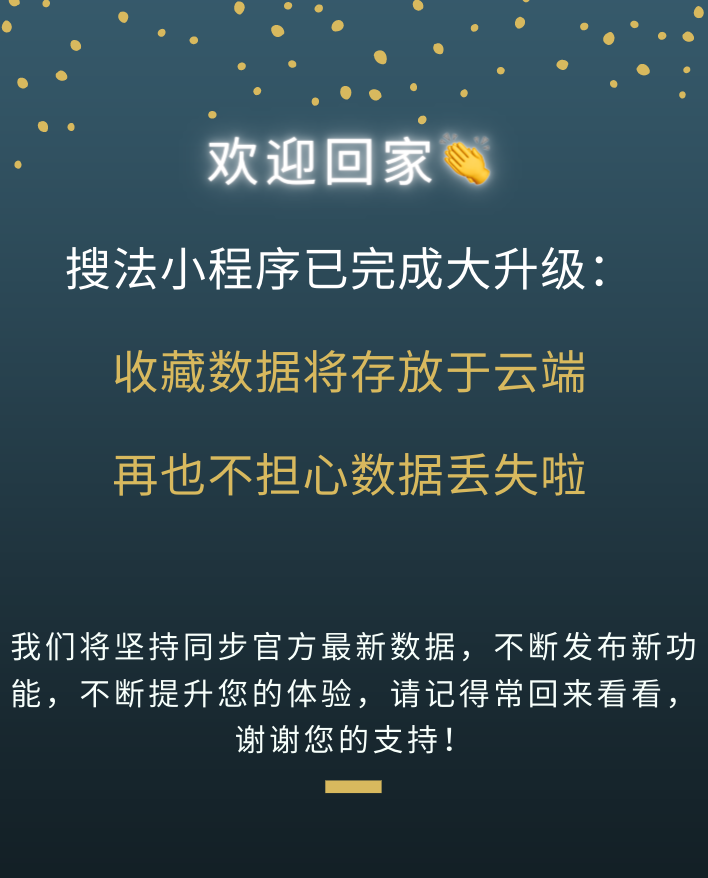 欢迎回家👏
搜法小程序已完成大升级：
收藏数据将存放于云端
再也不担心数据丢失啦
我们将坚持同步官方最新数据，不断发布新功
能，不断提升您的体验，请记得常回来看看，
谢谢您的支持！